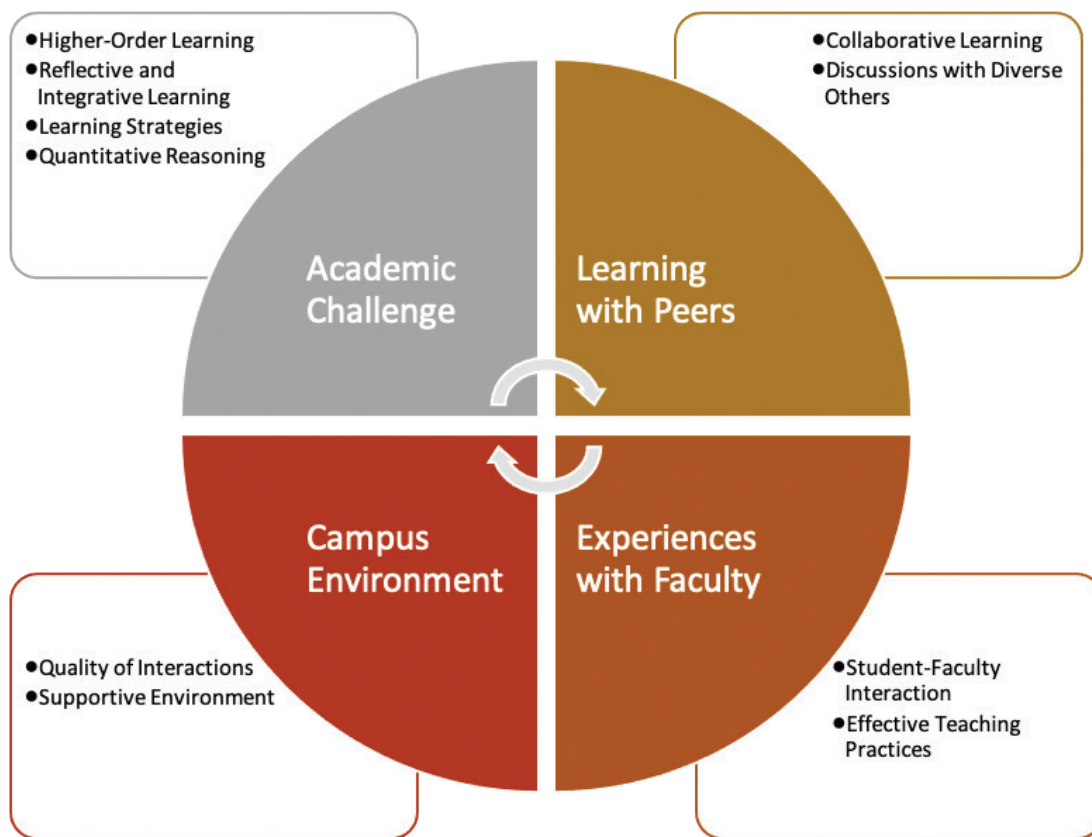 ●Higher-Order Learning
●Reflective and
Integrative Learning
●Learning Strategies
●Quantitative Reasoning
●Collaborative Learning
●Discussions with Diverse
Others
Academic
Challenge
Learning
with Peers
Campus
Environment
Experiences
with Faculty
●Quality of Interactions
●Supportive Environment
●Student-Faculty
Interaction
●Effective Teaching
Practices